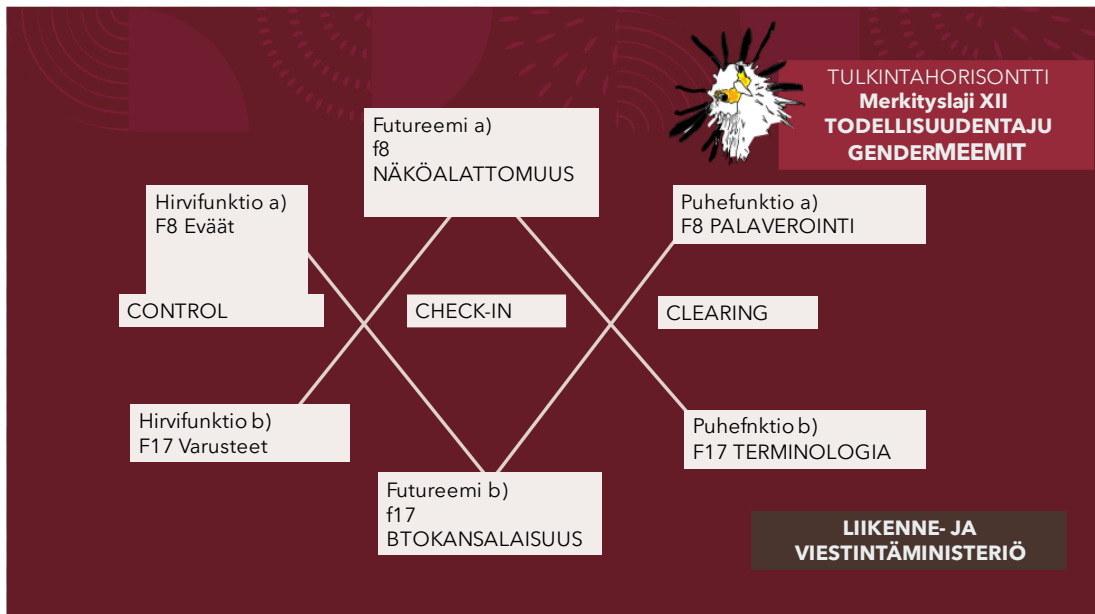 TULKINTAHORISONTTI
Merkityslaji XII
TODELLISUUDENTAJU
GENDERMEEMIT
Futureemi a)
f8
NÄKÖALATTOMUUS
Hirvifunktio a)
F8 Eväät
Puhefunktio a)
F8 PALAVEROINTI
CONTROL
CHECK-IN
CLEARING
Hirvifunktio b)
F17 Varusteet
Puhefnktio b)
F17 TERMINOLOGIA
Futureemi b)
f17
BTOKANSALAISUUS
LIIKENNE- JA
VIESTINTÄMINISTERIÖ